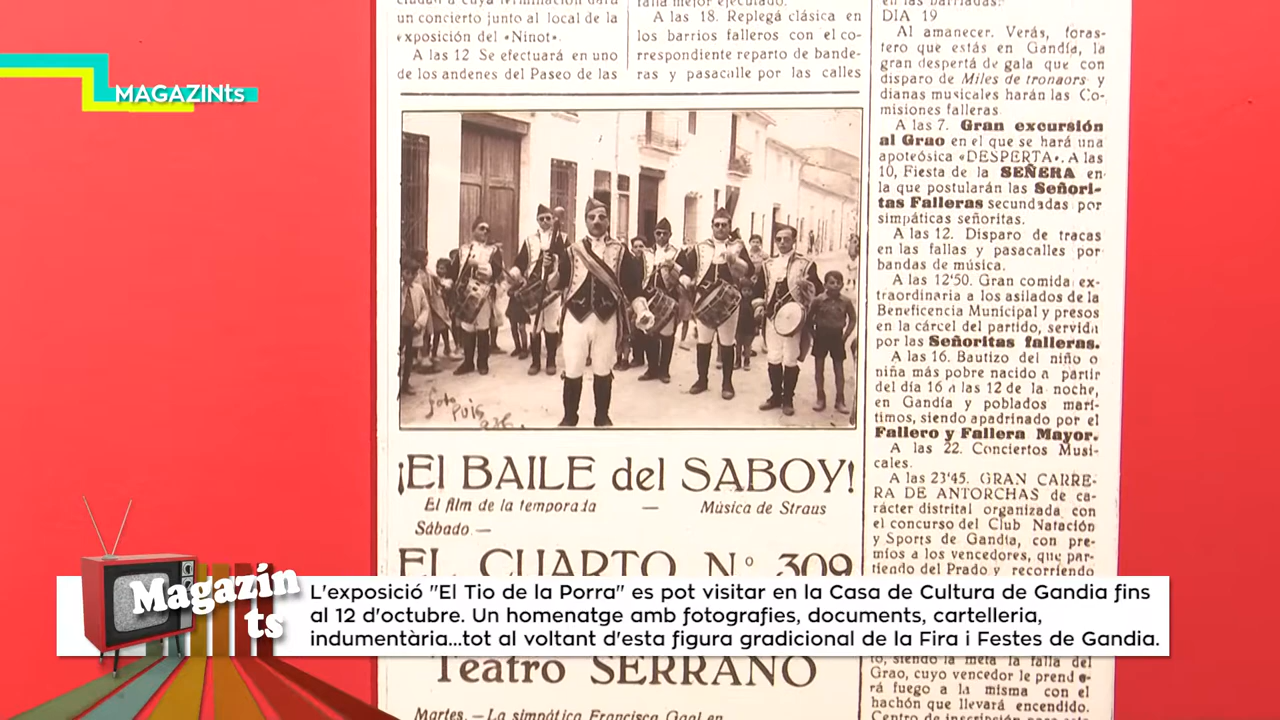 MAGAZINts
un concierto junto al local de la
exposición del «Ninot».
A las 12 Se efectuará en uno
de los andenes del Paseo de las
A las 18. Replegá clásica en
los barrios falleros con el co-
rrespondiente reparto de bande-
ras y pasacalle por las calles
foto Puig
¡El BAILE del SABOY!
El film de la temporada — Música de Straus
Sábado.—
EL CUARTO N.º 309
Teatro SERRANO
Martes.—La simpática Francisca Gaal en
DIA 19
Al amanecer. Verás, foras-
tero que estás en Gandía, la
gran despertá de gala que con
disparo de Miles de tronaors y
dianas musicales harán las Co-
misiones falleras.
A las 7. Gran excursión
al Grao en el que se hará una
apoteósica «DESPERTA». A las
10, Fiesta de la SEÑERA en
la que postularán las Señori-
tas Falleras secundadas por
simpáticas señoritas.
A las 12. Disparo de tracas
en las fallas y pasacalles por
bandas de música.
A las 12'50. Gran comida ex-
traordinaria a los asilados de la
Beneficencia Municipal y presos
en la cárcel del partido, servida
por las Señoritas falleras.
A las 16. Bautizo del niño o
niña más pobre nacido a partir
del día 16 a las 12 de la noche,
en Gandía y poblados marí-
timos, siendo apadrinado por el
Fallero y Fallera Mayor.
A las 22. Conciertos Musi-
cales.
A las 23'45. GRAN CARRE-
RA DE ANTORCHAS de ca-
rácter distrital organizada con
el concurso del Club Natación
y Sports de Gandía, con pre-
mios a los vencedores, que par-
tiendo del Prado y recorriendo
to, siendo la meta la falla del
Grao, cuyo vencedor le prende-
rá fuego a la misma con el
hachón que llevará encendido.
Magazin
ts
L'exposició "El Tio de la Porra" es pot visitar en la Casa de Cultura de Gandia fins
al 12 d'octubre. Un homenatge amb fotografies, documents, cartelleria,
indumentària...tot al voltant d'esta figura gradicional de la Fira i Festes de Gandia.